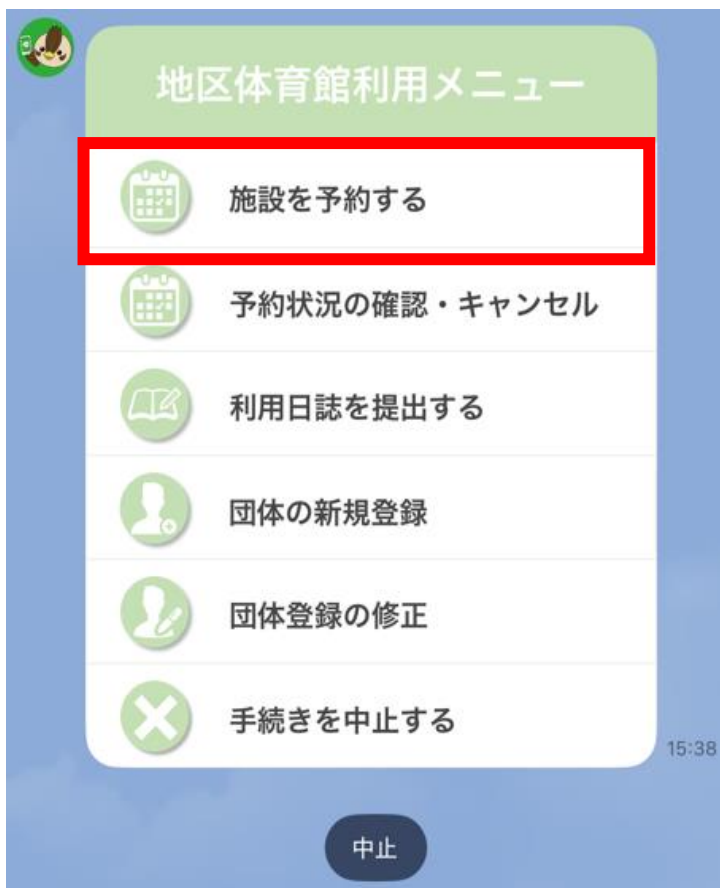 地区体育館利用メニュー
施設を予約する
予約状況の確認・キャンセル
利用日誌を提出する
団体の新規登録
団体登録の修正
手続きを中止する
15:38
中止